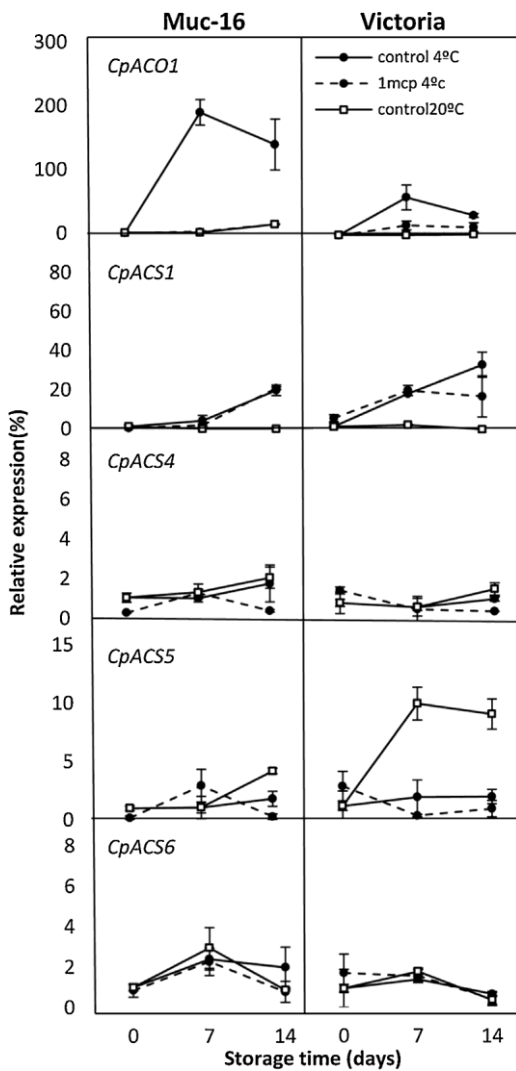 Muc-16 Victoria
300
CpACO1
control 4ºC
1mcp 4ºc
control20ºC
200
100
0
CpACS1
80
60
40
20
0
CpACS4
8
6
4
2
0
CpACS5
15
10
5
0
CpACS6
8
6
4
2
0
Relative expression(%)
0 7 14 0 7 14
Storage time (days)